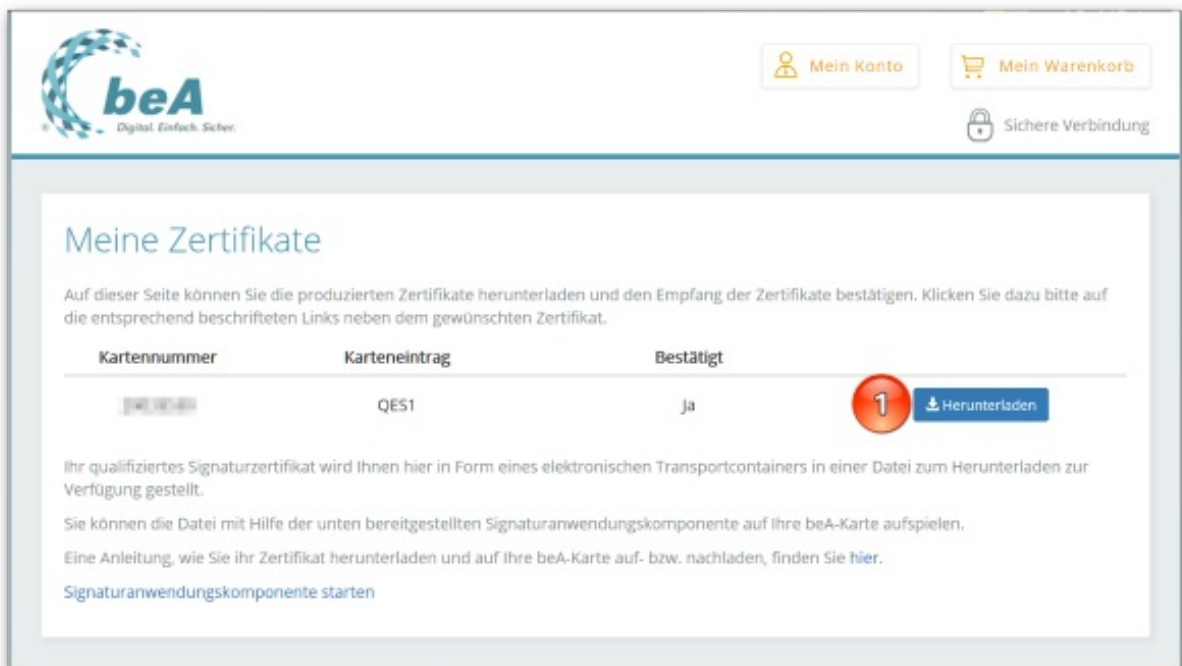 beA
Digital. Einfach. Sicher.
Mein Konto
Mein Warenkorb
Sichere Verbindung
Meine Zertifikate
Auf dieser Seite können Sie die produzierten Zertifikate herunterladen und den Empfang der Zertifikate bestätigen. Klicken Sie dazu bitte auf
die entsprechend beschrifteten Links neben dem gewünschten Zertifikat.
Kartennummer Karteneintrag Bestätigt
QES1 Ja 1 Herunterladen
Ihr qualifiziertes Signaturzertifikat wird Ihnen hier in Form eines elektronischen Transportcontainers in einer Datei zum Herunterladen zur
Verfügung gestellt.
Sie können die Datei mit Hilfe der unten bereitgestellten Signaturanwendungskomponente auf Ihre beA-Karte aufspielen.
Eine Anleitung, wie Sie ihr Zertifikat herunterladen und auf Ihre beA-Karte auf- bzw. nachladen, finden Sie hier.
Signaturanwendungskomponente starten